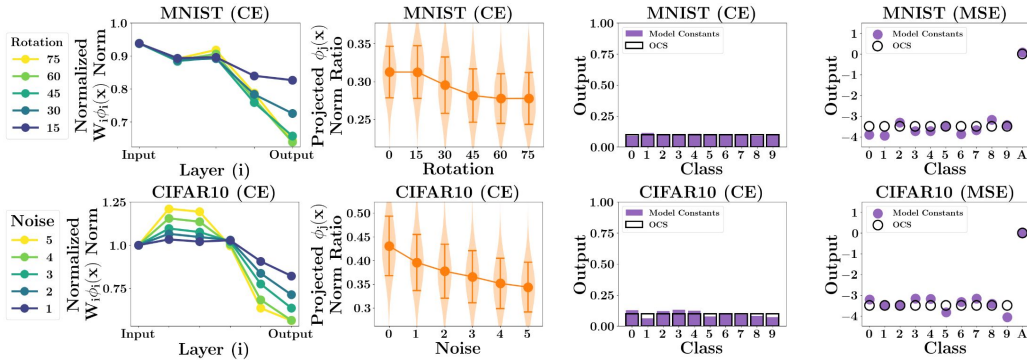 MNIST (CE)
Rotation
75
60
45
30
15
Normalized
W_iϕ_i(x) Norm
1.0
0.9
0.8
0.7
Input
Output
Layer (i)
Projected ϕ_j(x)
Norm Ratio
0.35
0.30
0.25
0 15 30 45 60 75
Rotation
MNIST (CE)
Output
1.00
0.75
0.50
0.25
0.00
Model Constants
OCS
0 1 2 3 4 5 6 7 8 9
Class
MNIST (MSE)
Output
1
0
−1
−2
−3
−4
Model Constants
OCS
0 1 2 3 4 5 6 7 8 9 A
Class
CIFAR10 (CE)
Noise
5
4
3
2
1
Normalized
W_iϕ_i(x) Norm
1.25
1.0
0.75
Input
Output
Layer (i)
CIFAR10 (CE)
Projected ϕ_j(x)
Norm Ratio
0.50
0.45
0.40
0.35
0.3
0 1 2 3 4 5
Noise
CIFAR10 (CE)
Output
1.00
0.75
0.50
0.25
0.00
Model Constants
OCS
0 1 2 3 4 5 6 7 8 9
Class
CIFAR10 (MSE)
Output
1
0
−1
−2
−3
−4
Model Constants
OCS
0 1 2 3 4 5 6 7 8 9 A
Class
MNIST (CE)